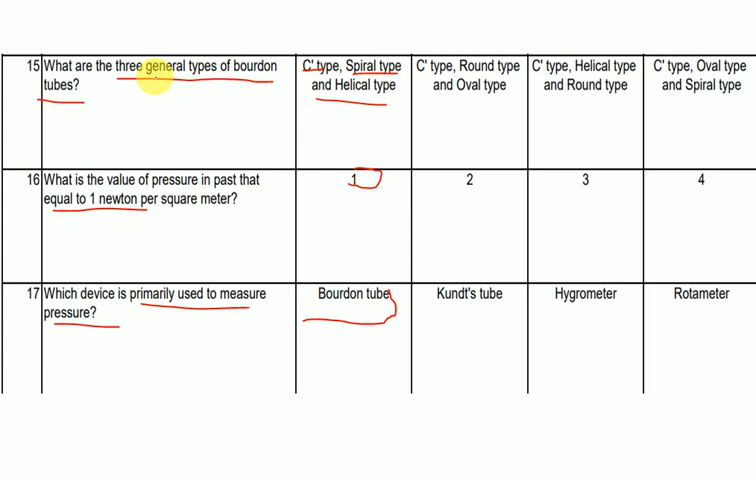 15 What are the three general types of bourdon
tubes?
C' type, Spiral type
and Helical type
C' type, Round type
and Oval type
C' type, Helical type
and Round type
C' type, Oval type
and Spiral type
16 What is the value of pressure in past that
equal to 1 newton per square meter?
1
2
3
4
17 Which device is primarily used to measure
pressure?
Bourdon tube
Kundt's tube
Hygrometer
Rotameter